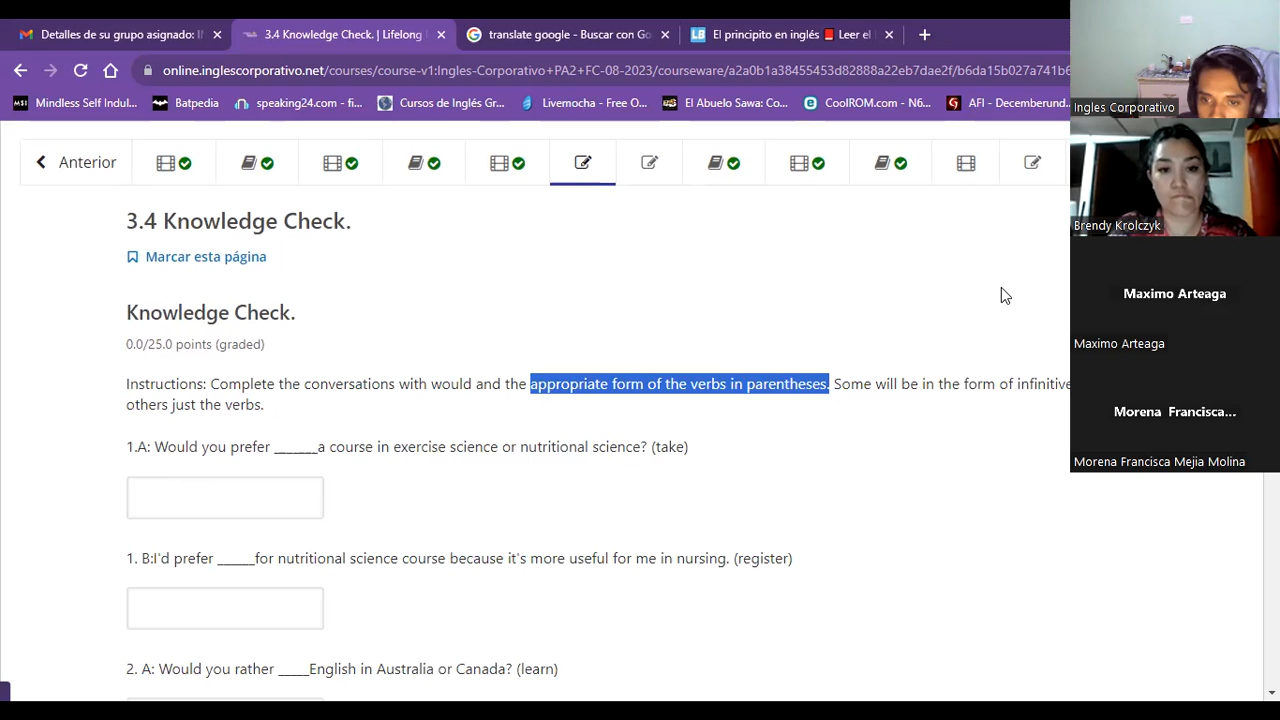 Detalles de su grupo asignado: I
3.4 Knowledge Check. | Lifelong
translate google - Buscar con Go
El principito en inglés Leer el
online.inglescorporativo.net/courses/course-v1:Ingles-Corporativo+PA2+FC-08-2023/courseware/a2a0b1a38455453d82888a22eb7dae2f/b6da15b027a741b6
Mindless Self Indul...
Batpedia
speaking24.com - fi...
Cursos de Inglés Gr...
Livemocha - Free O...
El Abuelo Sawa: Co...
CoolROM.com - N6...
AFI - Decemberund...
Anterior
3.4 Knowledge Check.
Marcar esta página
Knowledge Check.
0.0/25.0 points (graded)
Instructions: Complete the conversations with would and the appropriate form of the verbs in parentheses. Some will be in the form of infinitive
others just the verbs.
1.A: Would you prefer _______a course in exercise science or nutritional science? (take)
1. B:I'd prefer ______for nutritional science course because it's more useful for me in nursing. (register)
2. A: Would you rather _____English in Australia or Canada? (learn)
Ingles Corporativo
Brendy Krolczyk
Maximo Arteaga
Maximo Arteaga
Morena Francisca...
Morena Francisca Mejia Molina